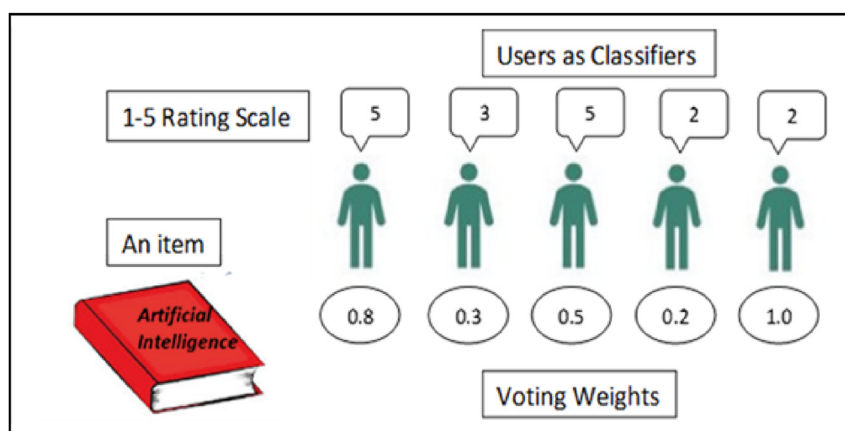 Users as Classifiers
1-5 Rating Scale
5 3 5 2 2
An item
Artificial
Intelligence
0.8 0.3 0.5 0.2 1.0
Voting Weights